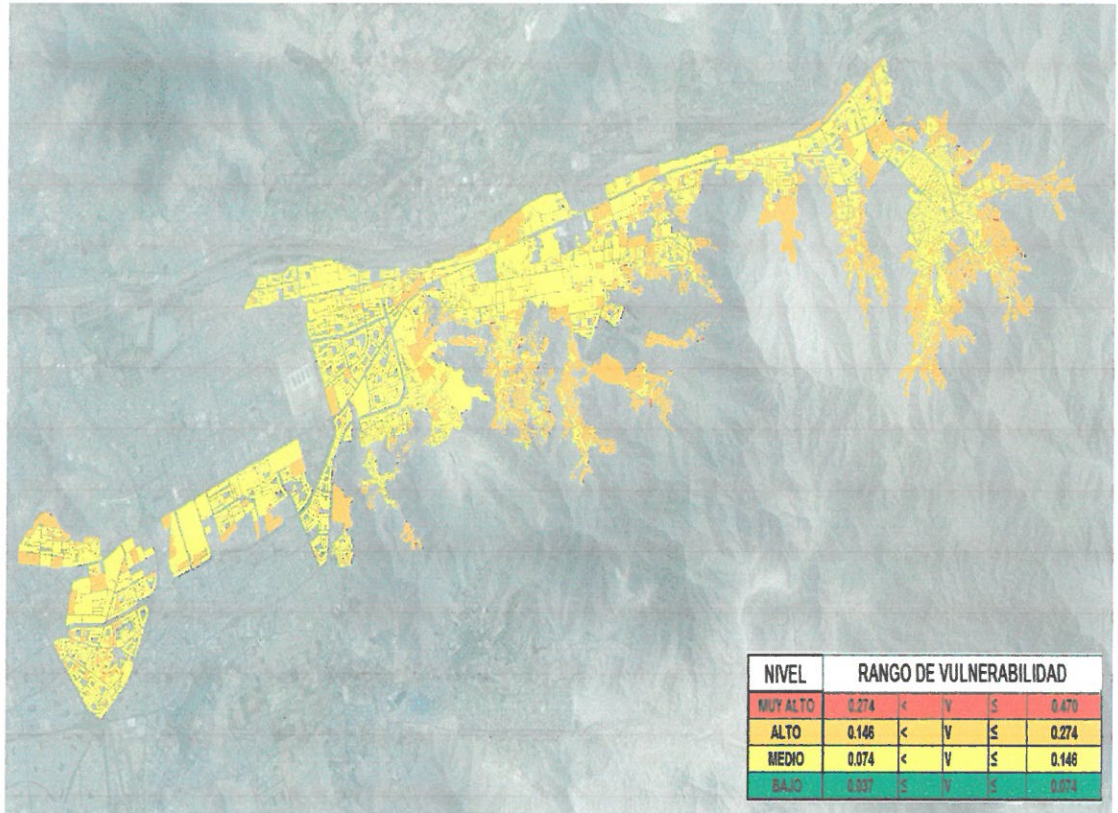 NIVEL RANGO DE VULNERABILIDAD
MUY ALTO 0.274 < V ≤ 0.470
ALTO 0.146 < V ≤ 0.274
MEDIO 0.074 < V ≤ 0.146
BAJO 0.037 ≤ V ≤ 0.074